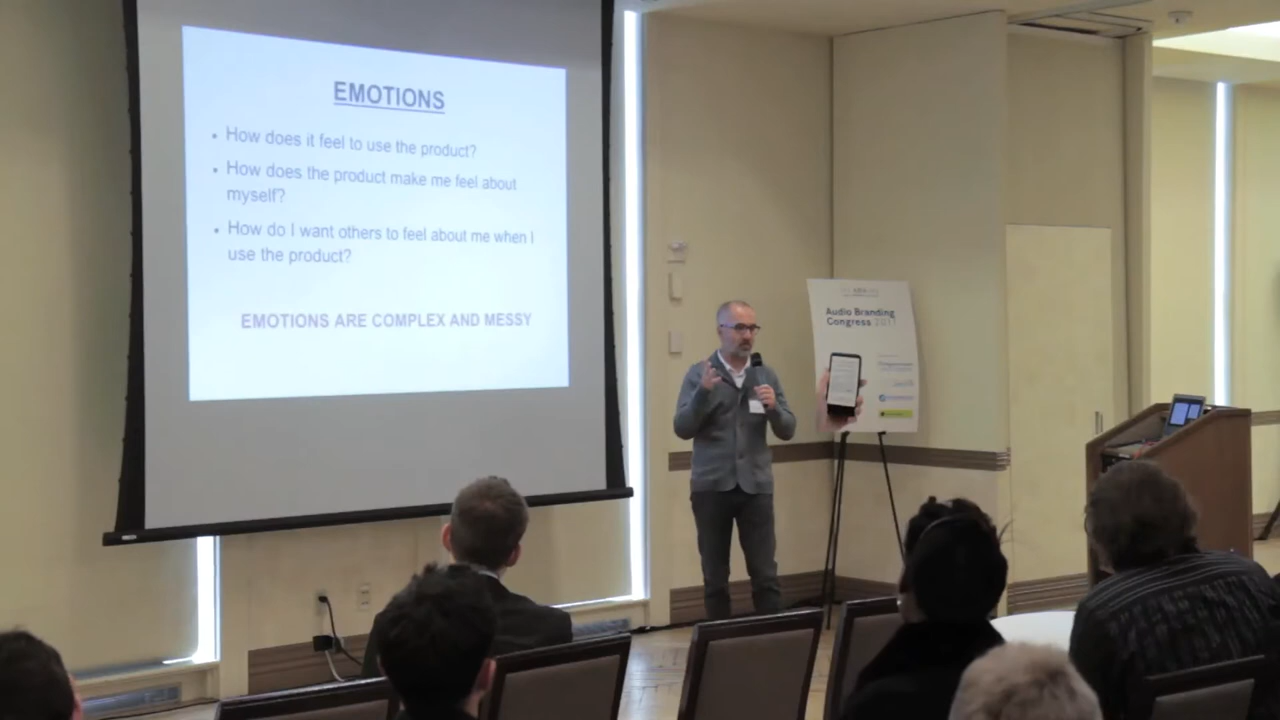 EMOTIONS
• How does it feel to use the product?
• How does the product make me feel about
myself?
• How do I want others to feel about me when I
use the product?
EMOTIONS ARE COMPLEX AND MESSY
Audio Branding
Congress 2011